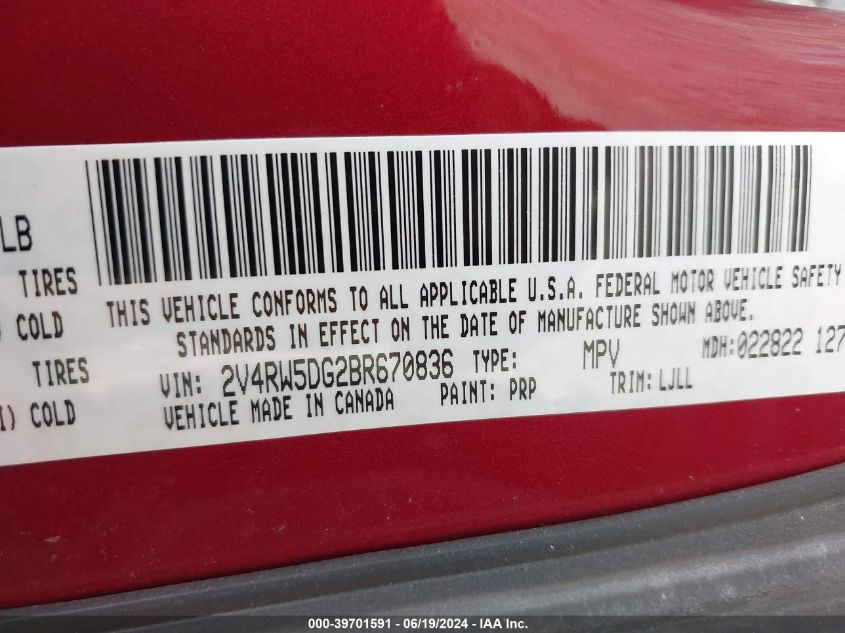 LB
TIRES
COLD
TIRES
I) COLD
THIS VEHICLE CONFORMS TO ALL APPLICABLE U.S.A. FEDERAL MOTOR VEHICLE SAFETY
STANDARDS IN EFFECT ON THE DATE OF MANUFACTURE SHOWN ABOVE.
VIN: 2V4RW5DG2BR670836 TYPE: MPV MDH:022822 127
VEHICLE MADE IN CANADA PAINT: PRP TRIM: LJLL
000-39701591 - 06/19/2024 - IAA Inc.